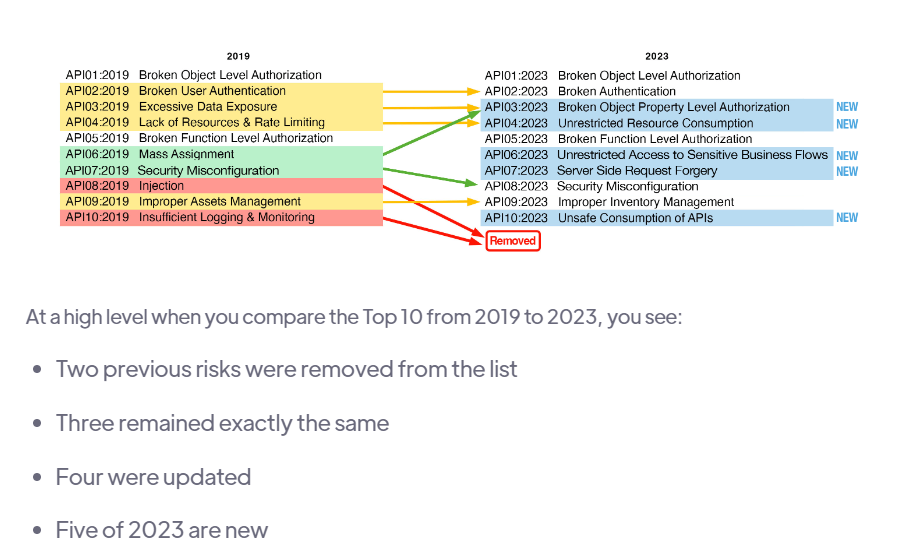 2019 2023
API01:2019 Broken Object Level Authorization API01:2023 Broken Object Level Authorization
API02:2019 Broken User Authentication API02:2023 Broken Authentication
API03:2019 Excessive Data Exposure API03:2023 Broken Object Property Level Authorization NEW
API04:2019 Lack of Resources & Rate Limiting API04:2023 Unrestricted Resource Consumption NEW
API05:2019 Broken Function Level Authorization API05:2023 Broken Function Level Authorization
API06:2019 Mass Assignment API06:2023 Unrestricted Access to Sensitive Business Flows NEW
API07:2019 Security Misconfiguration API07:2023 Server Side Request Forgery NEW
API08:2019 Injection API08:2023 Security Misconfiguration
API09:2019 Improper Assets Management API09:2023 Improper Inventory Management
API10:2019 Insufficient Logging & Monitoring API10:2023 Unsafe Consumption of APIs NEW
Removed
At a high level when you compare the Top 10 from 2019 to 2023, you see:
• Two previous risks were removed from the list
• Three remained exactly the same
• Four were updated
• Five of 2023 are new